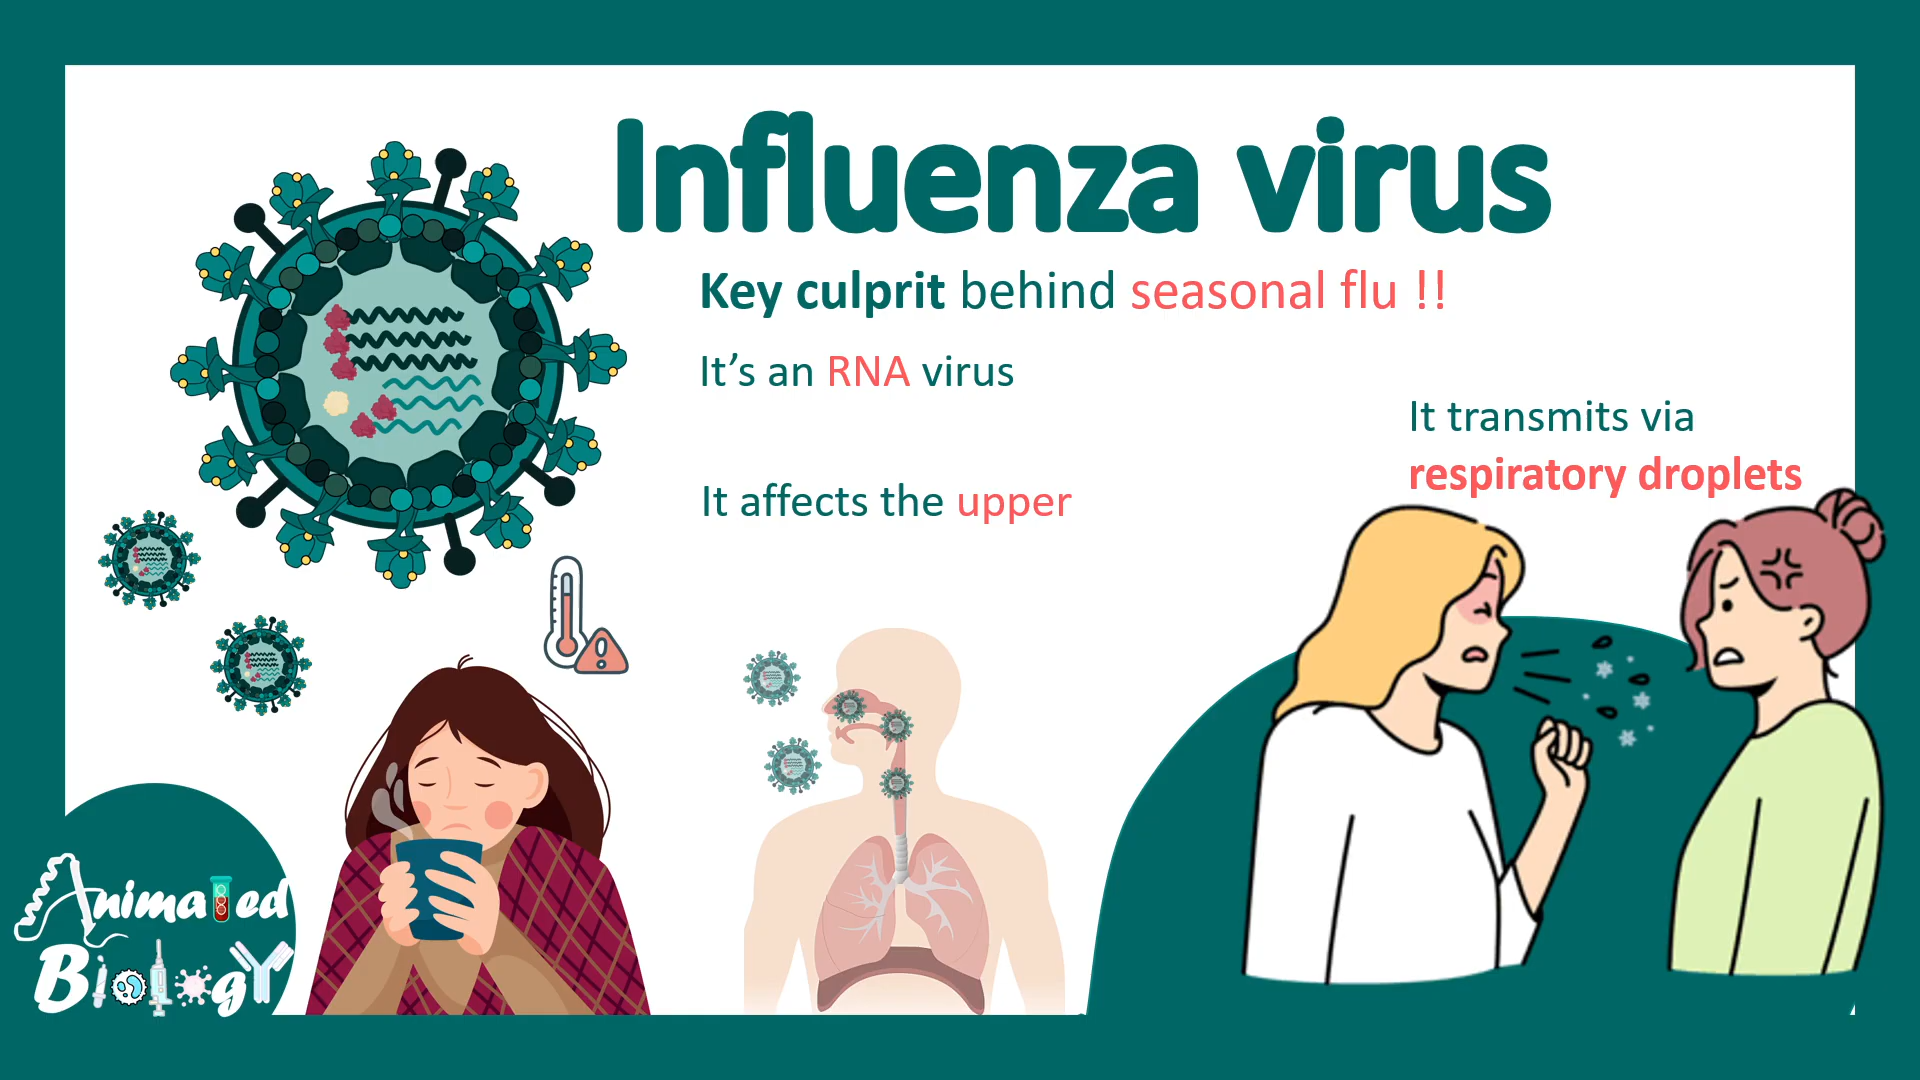 Influenza virus
Key culprit behind seasonal flu !!
It’s an RNA virus
It transmits via
respiratory droplets
It affects the upper
Animated
Biology